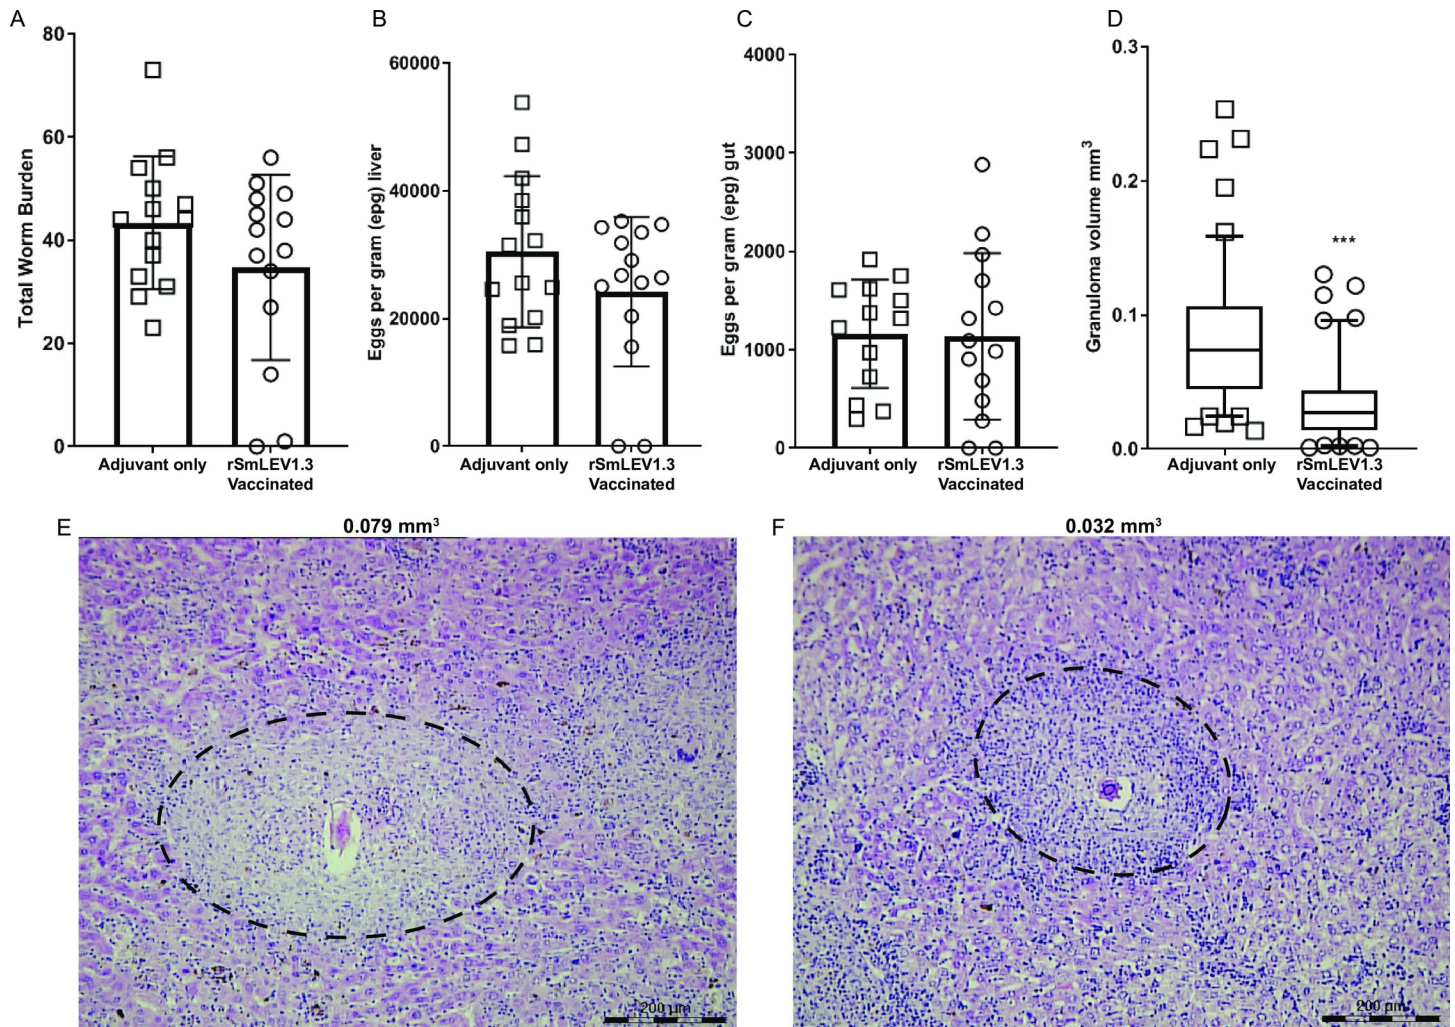 A
Total Worm Burden
80
60
40
20
0
Adjuvant only
rSmLEV1.3
Vaccinated
B
Eggs per gram (epg) liver
60000
40000
20000
0
Adjuvant only
rSmLEV1.3
Vaccinated
C
Eggs per gram (epg) gut
4000
3000
2000
1000
0
Adjuvant only
rSmLEV1.3
Vaccinated
D
Granuloma volume mm³
0.3
0.2
0.1
0.0
***
Adjuvant only
rSmLEV1.3
Vaccinated
E
0.079 mm³
200 µm
F
0.032 mm³
200 µm